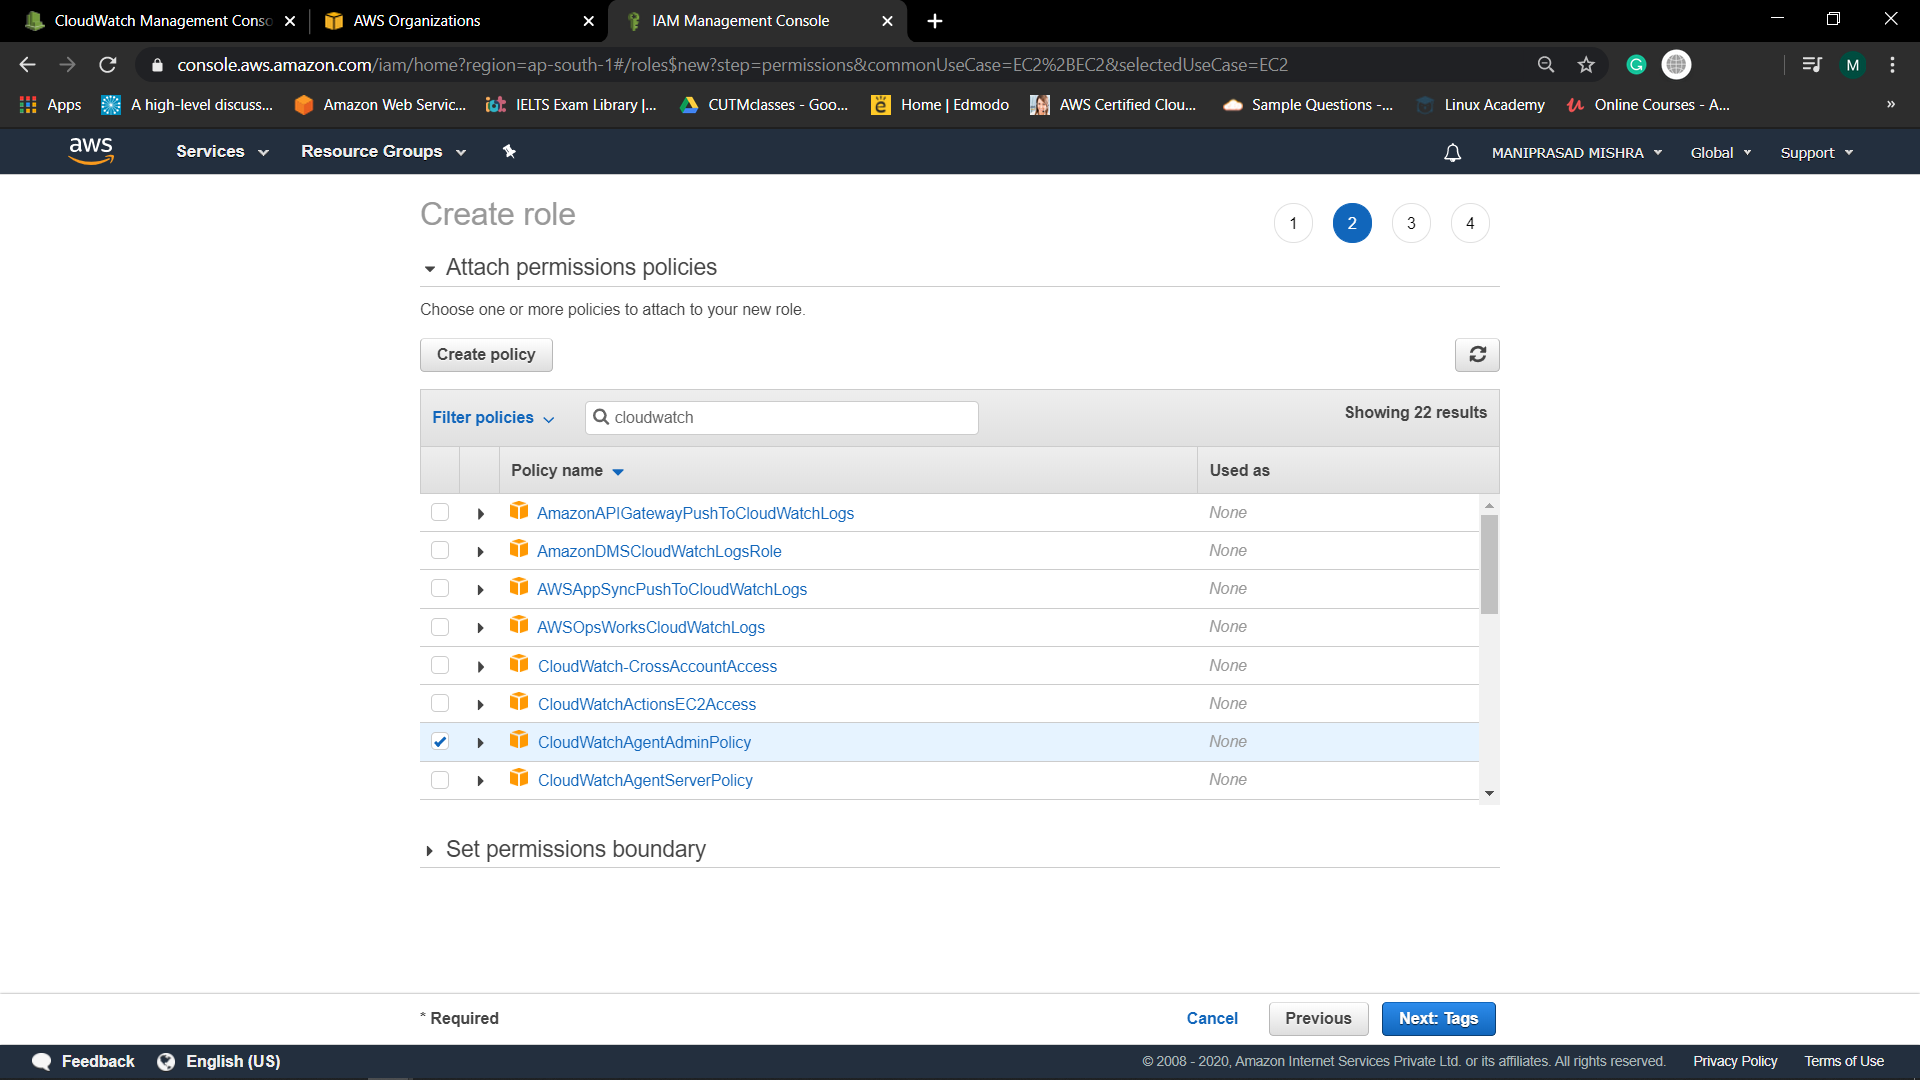 CloudWatch Management Conso
AWS Organizations
IAM Management Console
console.aws.amazon.com/iam/home?region=ap-south-1#/roles$new?step=permissions&commonUseCase=EC2%2BEC2&selectedUseCase=EC2
M
Apps
A high-level discuss...
Amazon Web Servic...
IELTS Exam Library |...
CUTMclasses - Goo...
Home | Edmodo
AWS Certified Clou...
Sample Questions -...
Linux Academy
Online Courses - A...
»
aws
Services
Resource Groups
MANIPRASAD MISHRA
Global
Support
Create role
1 2 3 4
Attach permissions policies
Choose one or more policies to attach to your new role.
Create policy
Filter policies
cloudwatch
Showing 22 results
Policy name
Used as
AmazonAPIGatewayPushToCloudWatchLogs None
AmazonDMSCloudWatchLogsRole None
AWSAppSyncPushToCloudWatchLogs None
AWSOpsWorksCloudWatchLogs None
CloudWatch-CrossAccountAccess None
CloudWatchActionsEC2Access None
CloudWatchAgentAdminPolicy None
CloudWatchAgentServerPolicy None
Set permissions boundary
* Required
Cancel
Previous
Next: Tags
Feedback
English (US)
© 2008 - 2020, Amazon Internet Services Private Ltd. or its affiliates. All rights reserved.
Privacy Policy
Terms of Use